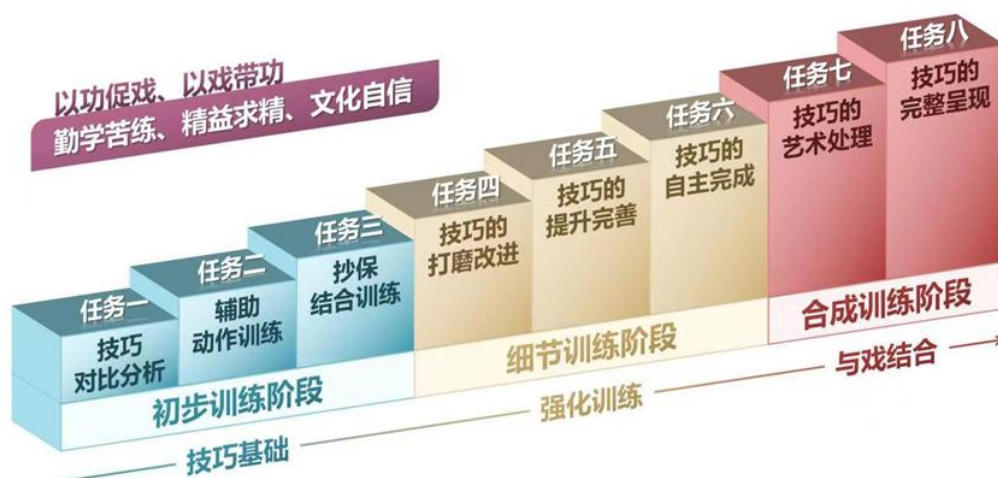 以功促戏、以戏带功
勤学苦练、精益求精、文化自信
任务一
技巧
对比分析
任务二
辅助
动作训练
任务三
抄保
结合训练
任务四
技巧的
打磨改进
任务五
技巧的
提升完善
任务六
技巧的
自主完成
任务七
技巧的
艺术处理
任务八
技巧的
完整呈现
初步训练阶段
细节训练阶段
合成训练阶段
技巧基础
强化训练
与戏结合